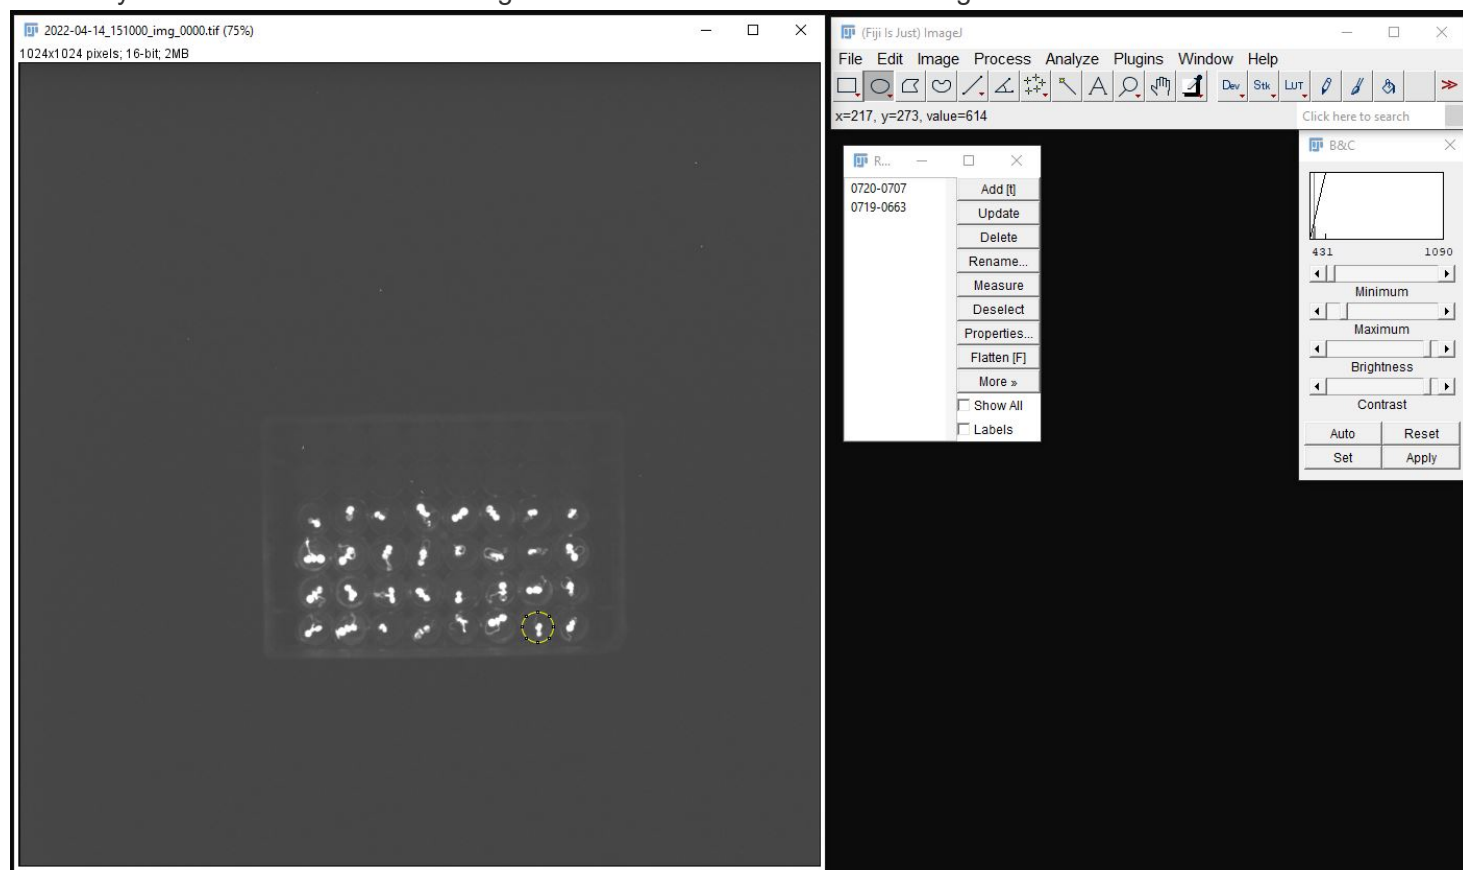 2022-04-14_151000_img_0000.tif (75%)
1024x1024 pixels; 16-bit; 2MB
(Fiji Is Just) ImageJ
File Edit Image Process Analyze Plugins Window Help
Dev Stk LUT
x=217, y=273, value=614
Click here to search
R...
0720-0707
0719-0663
Add [t]
Update
Delete
Rename...
Measure
Deselect
Properties...
Flatten [F]
More »
Show All
Labels
B&C
431 1090
Minimum
Maximum
Brightness
Contrast
Auto Reset
Set Apply